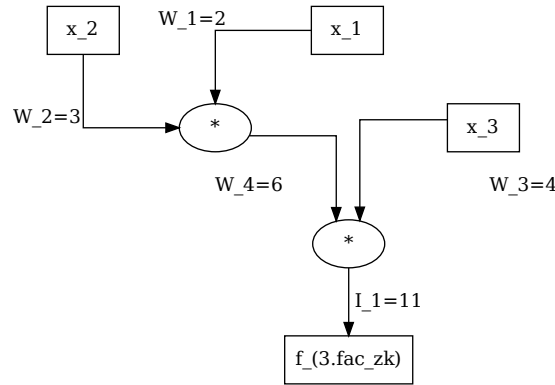 x_2
W_1=2
x_1
W_2=3
*
x_3
W_4=6
W_3=4
*
I_1=11
f_(3.fac_zk)